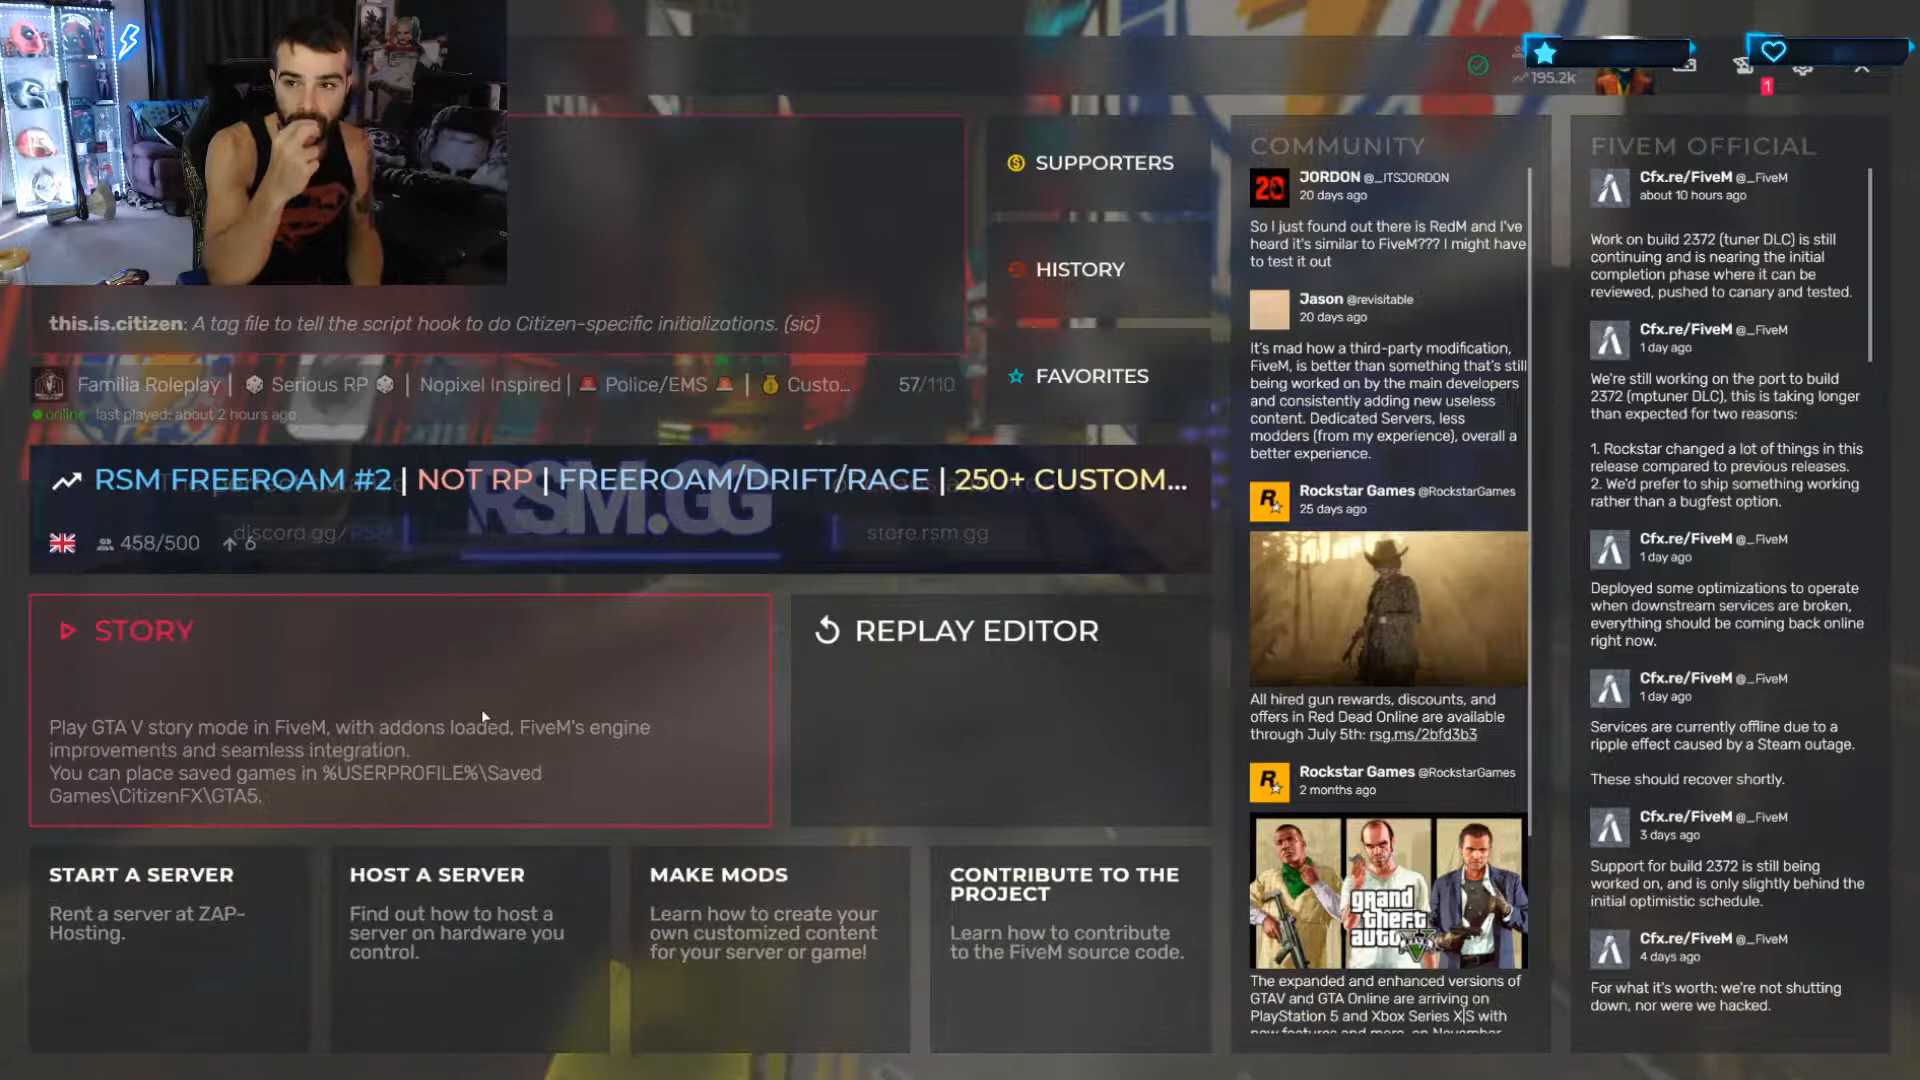 195.2k
1
SUPPORTERS
HISTORY
FAVORITES
this.is.citizen: A tag file to tell the script hook to do Citizen-specific initializations. (sic)
Familia Roleplay | Serious RP | Nopixel Inspired | Police/EMS | Custo... 57/110
online last played: about 2 hours ago
RSM FREEROAM #2 | NOT RP | FREEROAM/DRIFT/RACE | 250+ CUSTOM...
RSM.GG
discord.gg/RSM
store.rsm.gg
458/500 6
STORY
Play GTA V story mode in FiveM, with addons loaded, FiveM's engine
improvements and seamless integration.
You can place saved games in %USERPROFILE%\Saved
Games\CitizenFX\GTA5.
REPLAY EDITOR
START A SERVER
Rent a server at ZAP-
Hosting.
HOST A SERVER
Find out how to host a
server on hardware you
control.
MAKE MODS
Learn how to create your
own customized content
for your server or game!
CONTRIBUTE TO THE
PROJECT
Learn how to contribute
to the FiveM source code.
COMMUNITY
20
JORDON @_ITSJORDON
20 days ago
So I just found out there is RedM and I've
heard it's similar to FiveM??? I might have
to test it out
Jason @revisitable
20 days ago
It's mad how a third-party modification,
FiveM, is better than something that's still
being worked on by the main developers
and consistently adding new useless
content. Dedicated Servers, less
modders (from my experience), overall a
better experience.
Rockstar Games @RockstarGames
25 days ago
All hired gun rewards, discounts, and
offers in Red Dead Online are available
through July 5th: rsg.ms/2bfd3b3
Rockstar Games @RockstarGames
2 months ago
grand
theft
auto
V
FIVE
The expanded and enhanced versions of
GTAV and GTA Online are arriving on
PlayStation 5 and Xbox Series X|S with
new features and more, on November
FIVEM OFFICIAL
Cfx.re/FiveM @_FiveM
about 10 hours ago
Work on build 2372 (tuner DLC) is still
continuing and is nearing the initial
completion phase where it can be
reviewed, pushed to canary and tested.
Cfx.re/FiveM @_FiveM
1 day ago
We're still working on the port to build
2372 (mptuner DLC), this is taking longer
than expected for two reasons:
1. Rockstar changed a lot of things in this
release compared to previous releases.
2. We'd prefer to ship something working
rather than a bugfest option.
Cfx.re/FiveM @_FiveM
1 day ago
Deployed some optimizations to operate
when downstream services are broken,
everything should be coming back online
right now.
Cfx.re/FiveM @_FiveM
1 day ago
Services are currently offline due to a
ripple effect caused by a Steam outage.
These should recover shortly.
Cfx.re/FiveM @_FiveM
3 days ago
Support for build 2372 is still being
worked on, and is only slightly behind the
initial optimistic schedule.
Cfx.re/FiveM @_FiveM
4 days ago
For what it's worth: we're not shutting
down, nor were we hacked.